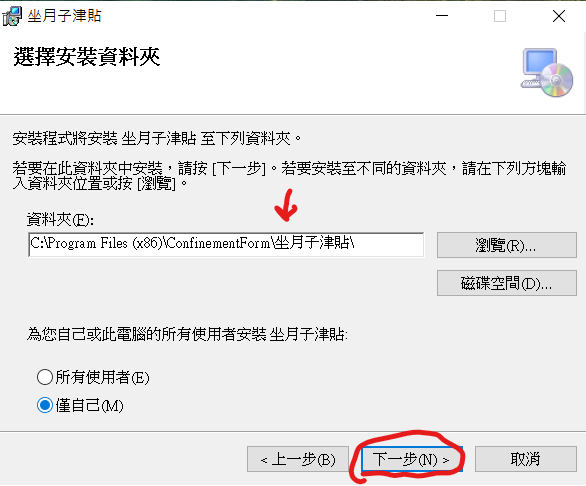 坐月子津貼
選擇安裝資料夾
安裝程式將安裝 坐月子津貼 至下列資料夾。
若要在此資料夾中安裝，請按 [下一步]。若要安裝至不同的資料夾，請在下列方塊輸
入資料夾位置或按 [瀏覽]。
資料夾(F):
C:\Program Files (x86)\ConfinementForm\坐月子津貼\
瀏覽(R)...
磁碟空間(D)...
為您自己或此電腦的所有使用者安裝 坐月子津貼:
所有使用者(E)
僅自己(M)
< 上一步(B)
下一步(N) >
取消